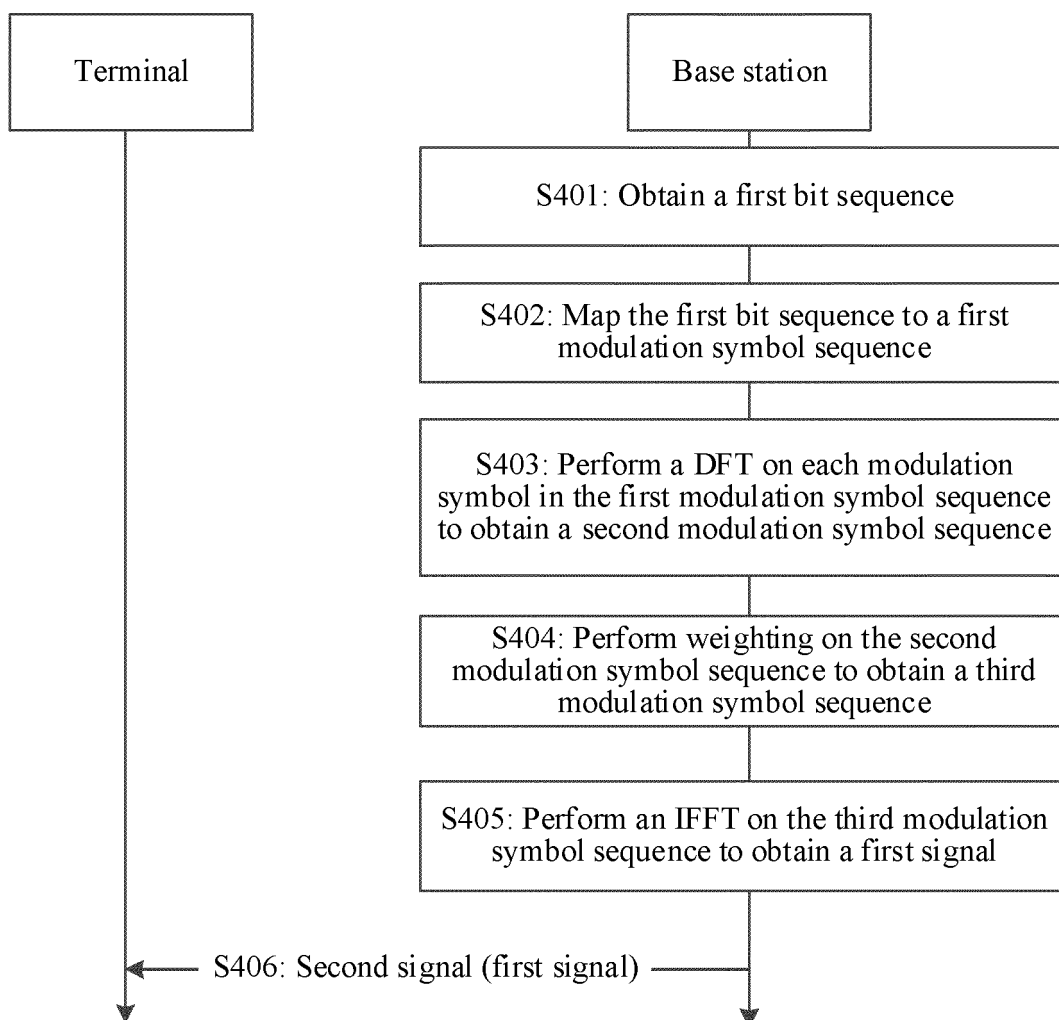 Terminal
Base station
S401: Obtain a first bit sequence
S402: Map the first bit sequence to a first
modulation symbol sequence
S403: Perform a DFT on each modulation
symbol in the first modulation symbol sequence
to obtain a second modulation symbol sequence
S404: Perform weighting on the second
modulation symbol sequence to obtain a third
modulation symbol sequence
S405: Perform an IFFT on the third modulation
symbol sequence to obtain a first signal
S406: Second signal (first signal)